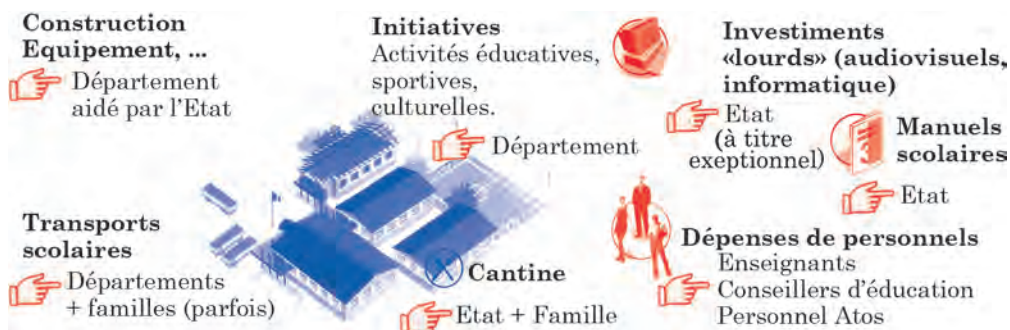 Construction
Equipement, ...
Département
aidé par l'Etat
Initiatives
Activités éducatives,
sportives,
culturelles.
Département
Investiments
«lourds» (audiovisuels,
informatique)
Etat
(à titre
exeptionnel)
Manuels
scolaires
Etat
Transports
scolaires
Départements
+ familles (parfois)
Cantine
Etat + Famille
Dépenses de personnels
Enseignants
Conseillers d'éducation
Personnel Atos